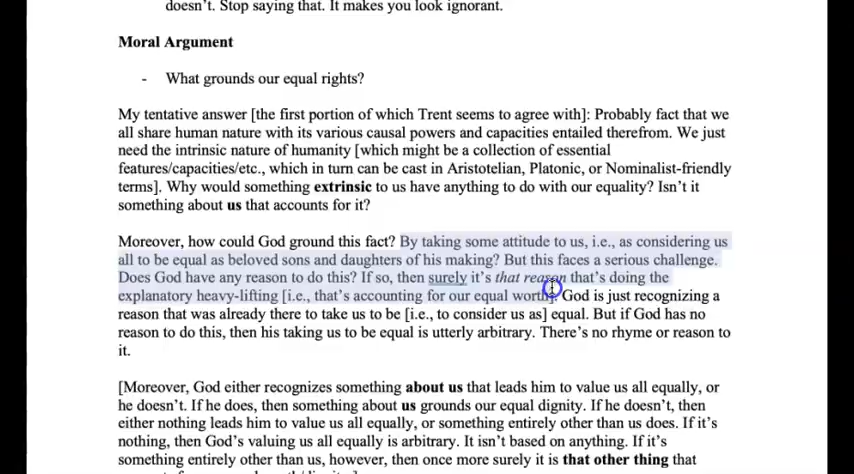 doesn't. Stop saying that. It makes you look ignorant.
Moral Argument
- What grounds our equal rights?
My tentative answer [the first portion of which Trent seems to agree with]: Probably fact that we
all share human nature with its various causal powers and capacities entailed therefrom. We just
need the intrinsic nature of humanity [which might be a collection of essential
features/capacities/etc., which in turn can be cast in Aristotelian, Platonic, or Nominalist-friendly
terms]. Why would something extrinsic to us have anything to do with our equality? Isn't it
something about us that accounts for it?
Moreover, how could God ground this fact? By taking some attitude to us, i.e., as considering us
all to be equal as beloved sons and daughters of his making? But this faces a serious challenge.
Does God have any reason to do this? If so, then surely it's that reason that's doing the
explanatory heavy-lifting [i.e., that's accounting for our equal worth]. God is just recognizing a
reason that was already there to take us to be [i.e., to consider us as] equal. But if God has no
reason to do this, then his taking us to be equal is utterly arbitrary. There's no rhyme or reason to
it.
[Moreover, God either recognizes something about us that leads him to value us all equally, or
he doesn't. If he does, then something about us grounds our equal dignity. If he doesn't, then
either nothing leads him to value us all equally, or something entirely other than us does. If it's
nothing, then God's valuing us all equally is arbitrary. It isn't based on anything. If it's
something entirely other than us, however, then once more surely it is that other thing that